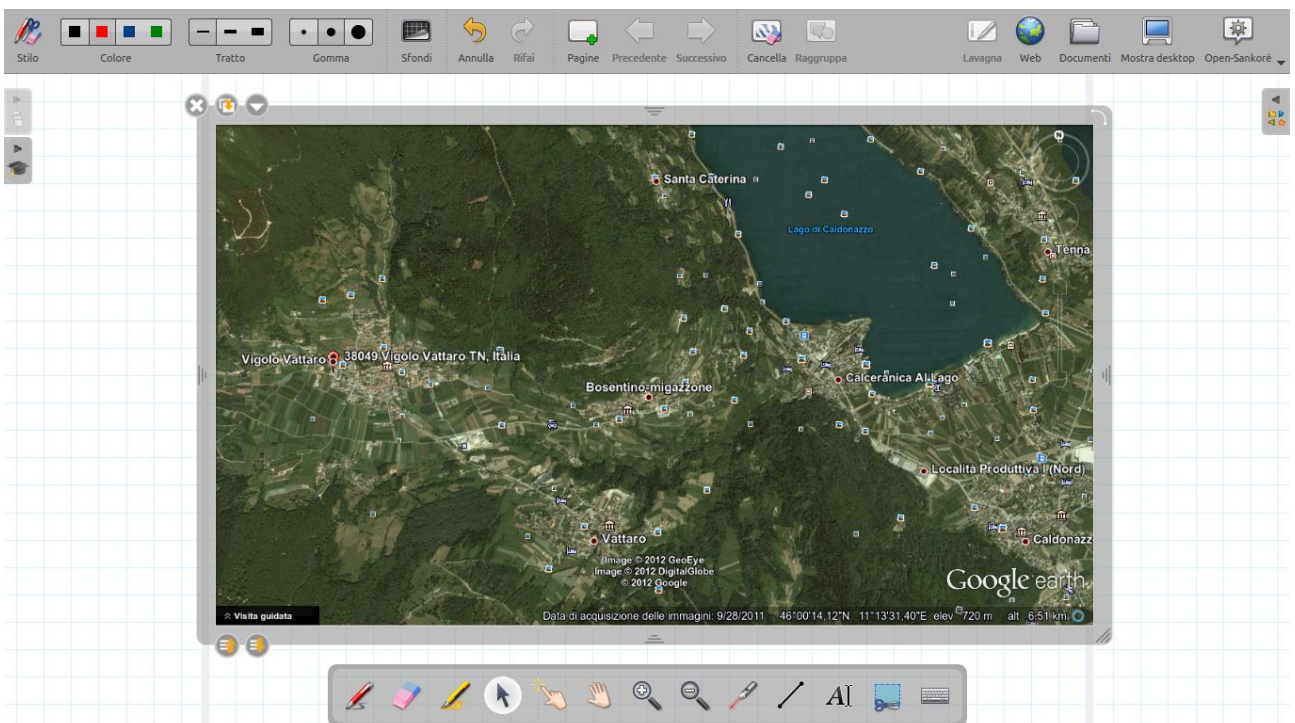 Stilo Colore Tratto Gomma Sfondi Annulla Rifai Pagine Precedente Successivo Cancella Raggruppa Lavagna Web Documenti Mostra desktop Open-Sankoré
N
Santa Caterina
Lago di Caldonazzo
Tenna
Vigolo Vattaro 38049 Vigolo Vattaro TN, Italia
Calceranica Al Lago
Bosentino-migazzone
Località Produttiva I (Nord)
Vattaro
Caldonazz
Image © 2012 GeoEye
Image © 2012 DigitalGlobe
© 2012 Google
Google earth
Visita guidata
Data di acquisizione delle immagini: 9/28/2011 46°00'14,12"N 11°13'31,40"E elev 720 m alt 6.51 km
AI